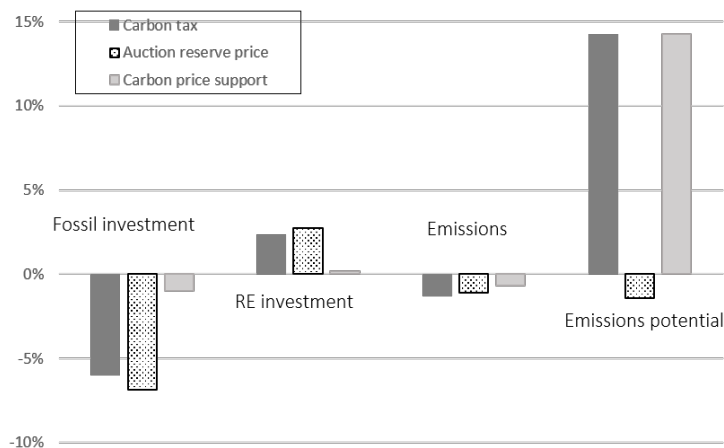 15%
Carbon tax
Auction reserve price
Carbon price support
10%
5%
Fossil investment
Emissions
0%
RE investment
Emissions potential
-5%
-10%